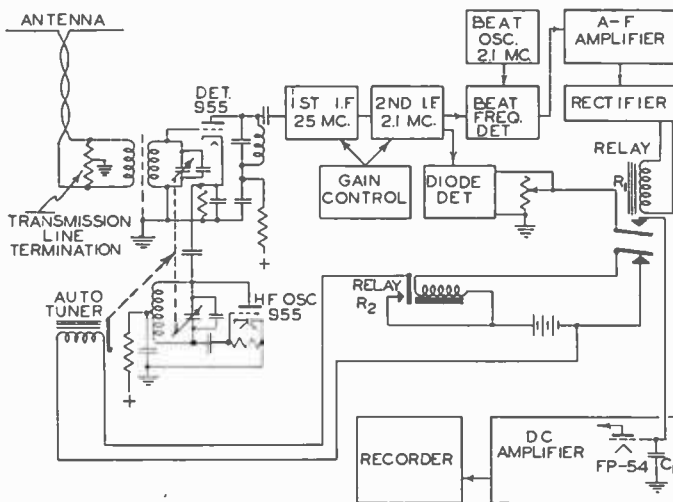 ANTENNA
DET.
955
TRANSMISSION
LINE
TERMINATION
1ST I.F
25 MC.
2ND I.F
2.1 MC.
GAIN
CONTROL
BEAT
OSC.
2.1 MC.
BEAT
FREQ.
DET
DIODE
DET
A-F
AMPLIFIER
RECTIFIER
RELAY
R1
AUTO
TUNER
HF OSC
955
+
+
RELAY
R2
RECORDER
DC
AMPLIFIER
FP-54